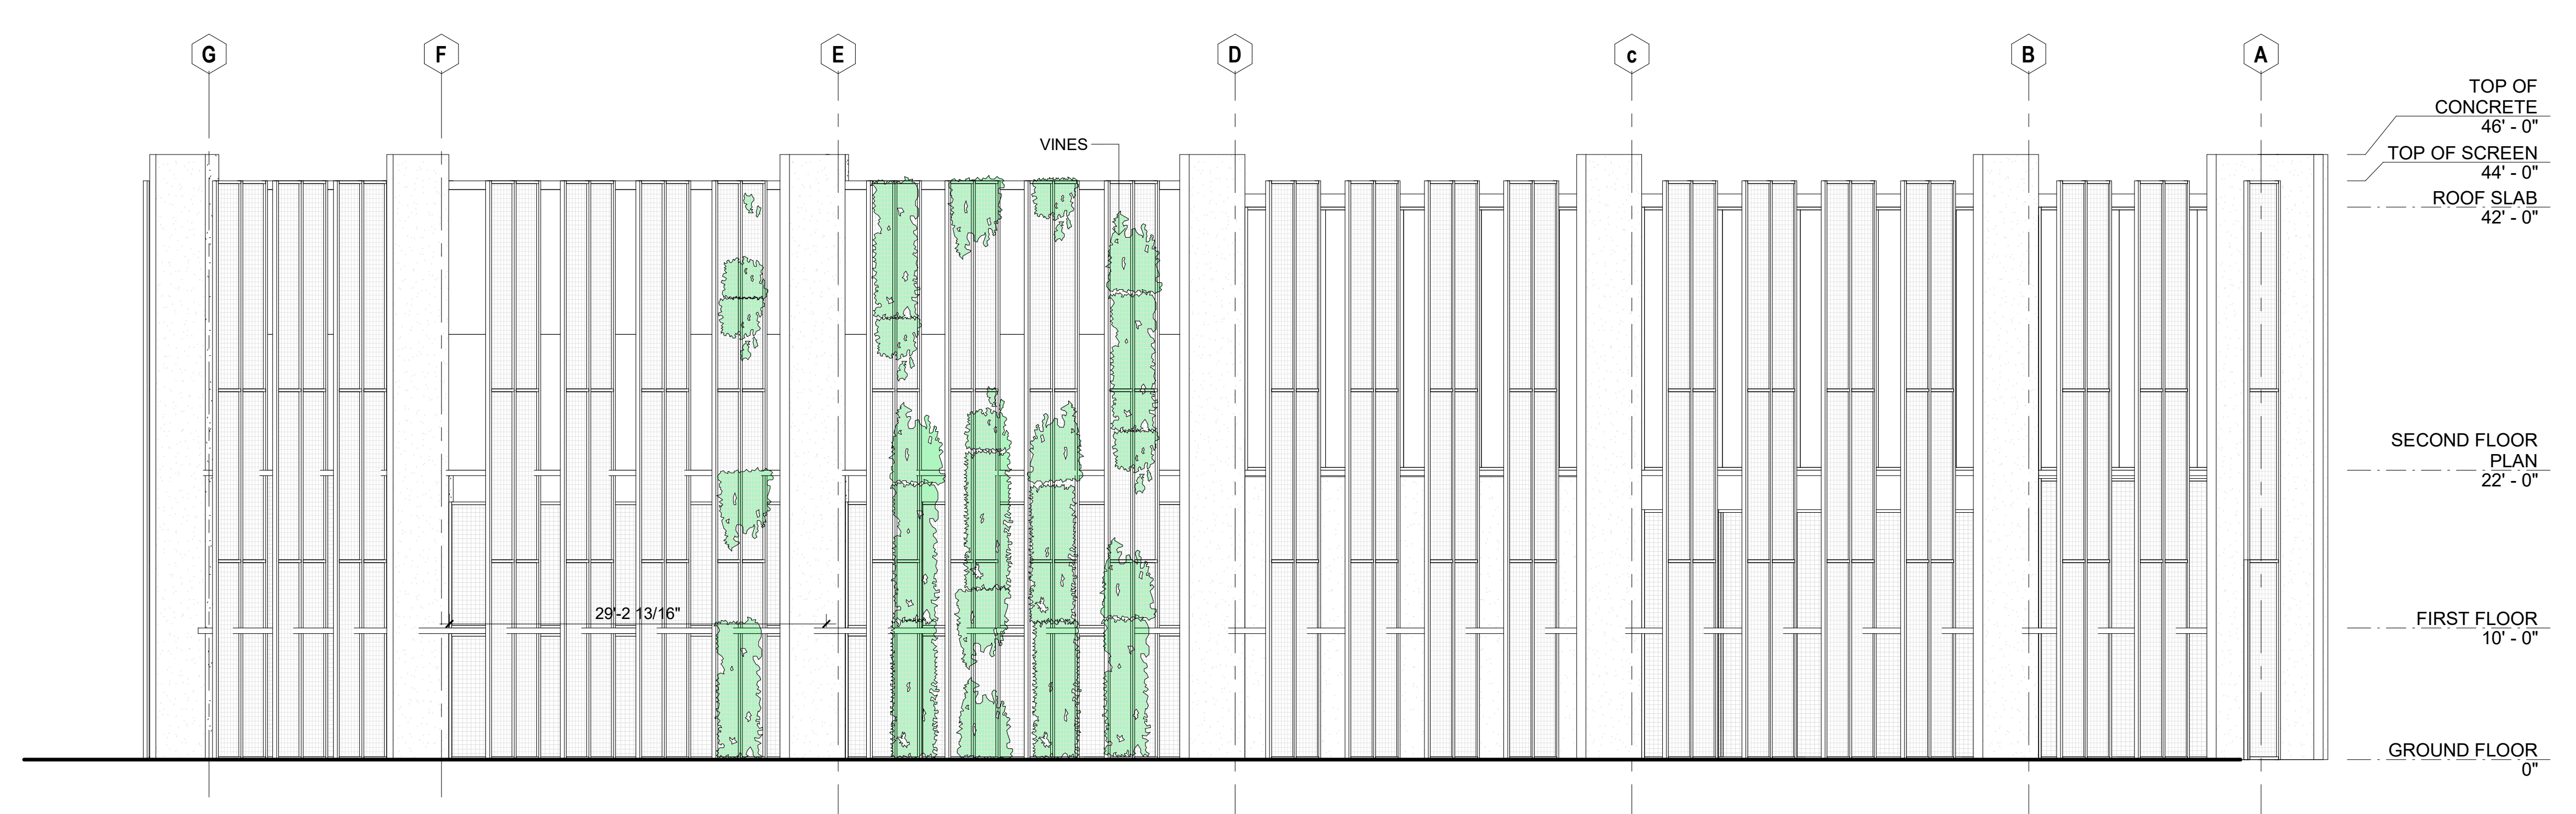 G F E D c B A
TOP OF
CONCRETE
46' - 0"
VINES
TOP OF SCREEN
44' - 0"
ROOF SLAB
42' - 0"
SECOND FLOOR
PLAN
22' - 0"
29'-2 13/16"
FIRST FLOOR
10' - 0"
GROUND FLOOR
0"